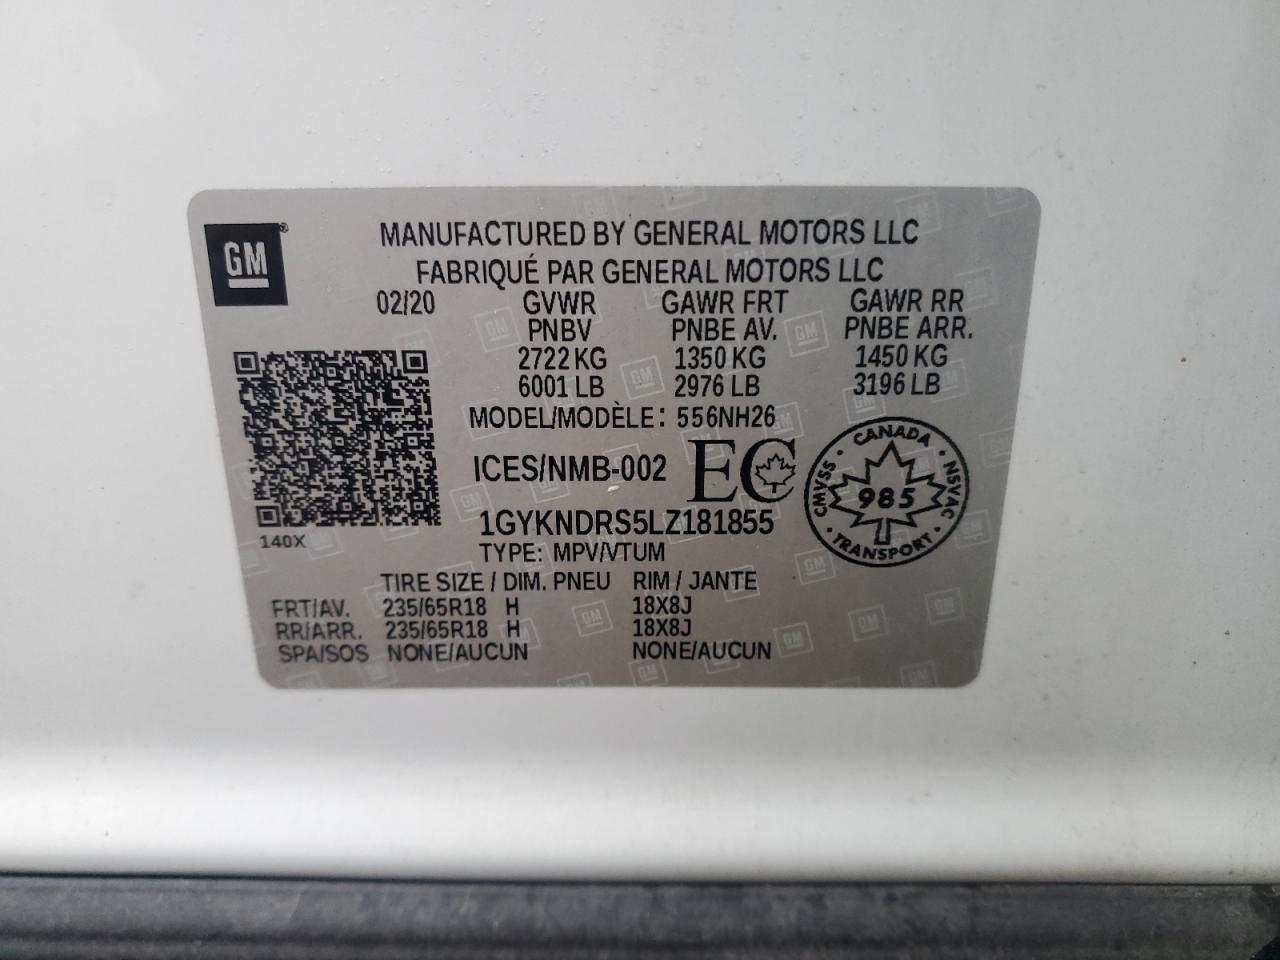 GM
MANUFACTURED BY GENERAL MOTORS LLC
FABRIQUÉ PAR GENERAL MOTORS LLC
02/20 GVWR GAWR FRT GAWR RR
PNBV PNBE AV. PNBE ARR.
2722 KG 1350 KG 1450 KG
6001 LB 2976 LB 3196 LB
MODEL/MODÈLE: 556NH26
ICES/NMB-002 EC
CANADA
CMVSS 985 NSVAC
TRANSPORT
140X
1GYKNDRS5LZ181855
TYPE: MPV/VTUM
TIRE SIZE / DIM. PNEU RIM / JANTE
FRT/AV. 235/65R18 H 18X8J
RR/ARR. 235/65R18 H 18X8J
SPA/SOS NONE/AUCUN NONE/AUCUN